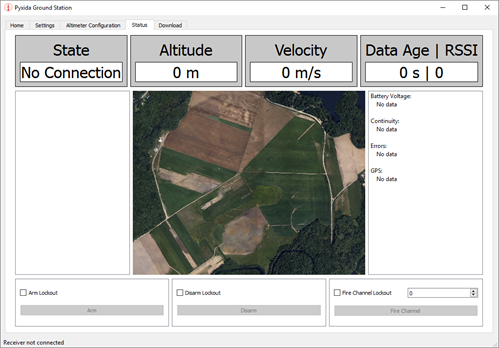 Pyxida Ground Station
Home Settings Altimeter Configuration Status Download
State Altitude Velocity Data Age | RSSI
No Connection 0 m 0 m/s 0 s | 0
Battery Voltage:
No data
Continuity:
No data
Errors:
No data
GPS:
No data
Arm Lockout Disarm Lockout Fire Channel Lockout 0
Arm Disarm Fire Channel
Receiver not connected